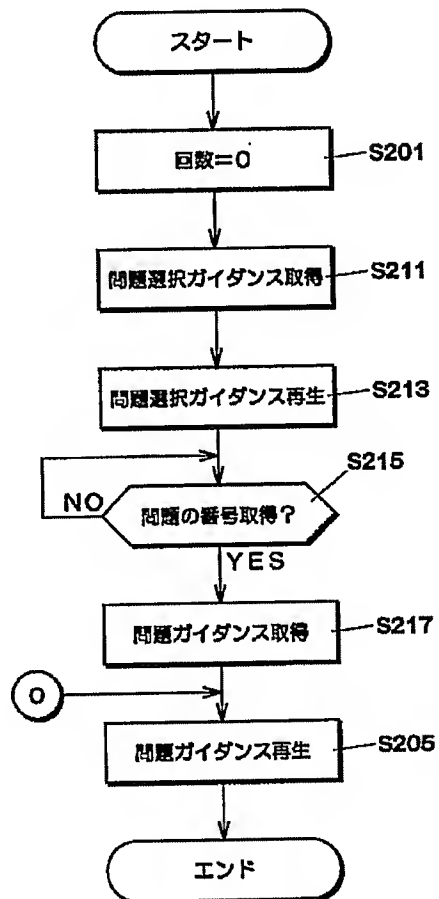 スタート
回数=0
S201
問題選択ガイダンス取得
S211
問題選択ガイダンス再生
S213
S215
NO
問題の番号取得？
YES
問題ガイダンス取得
S217
O
問題ガイダンス再生
S205
エンド